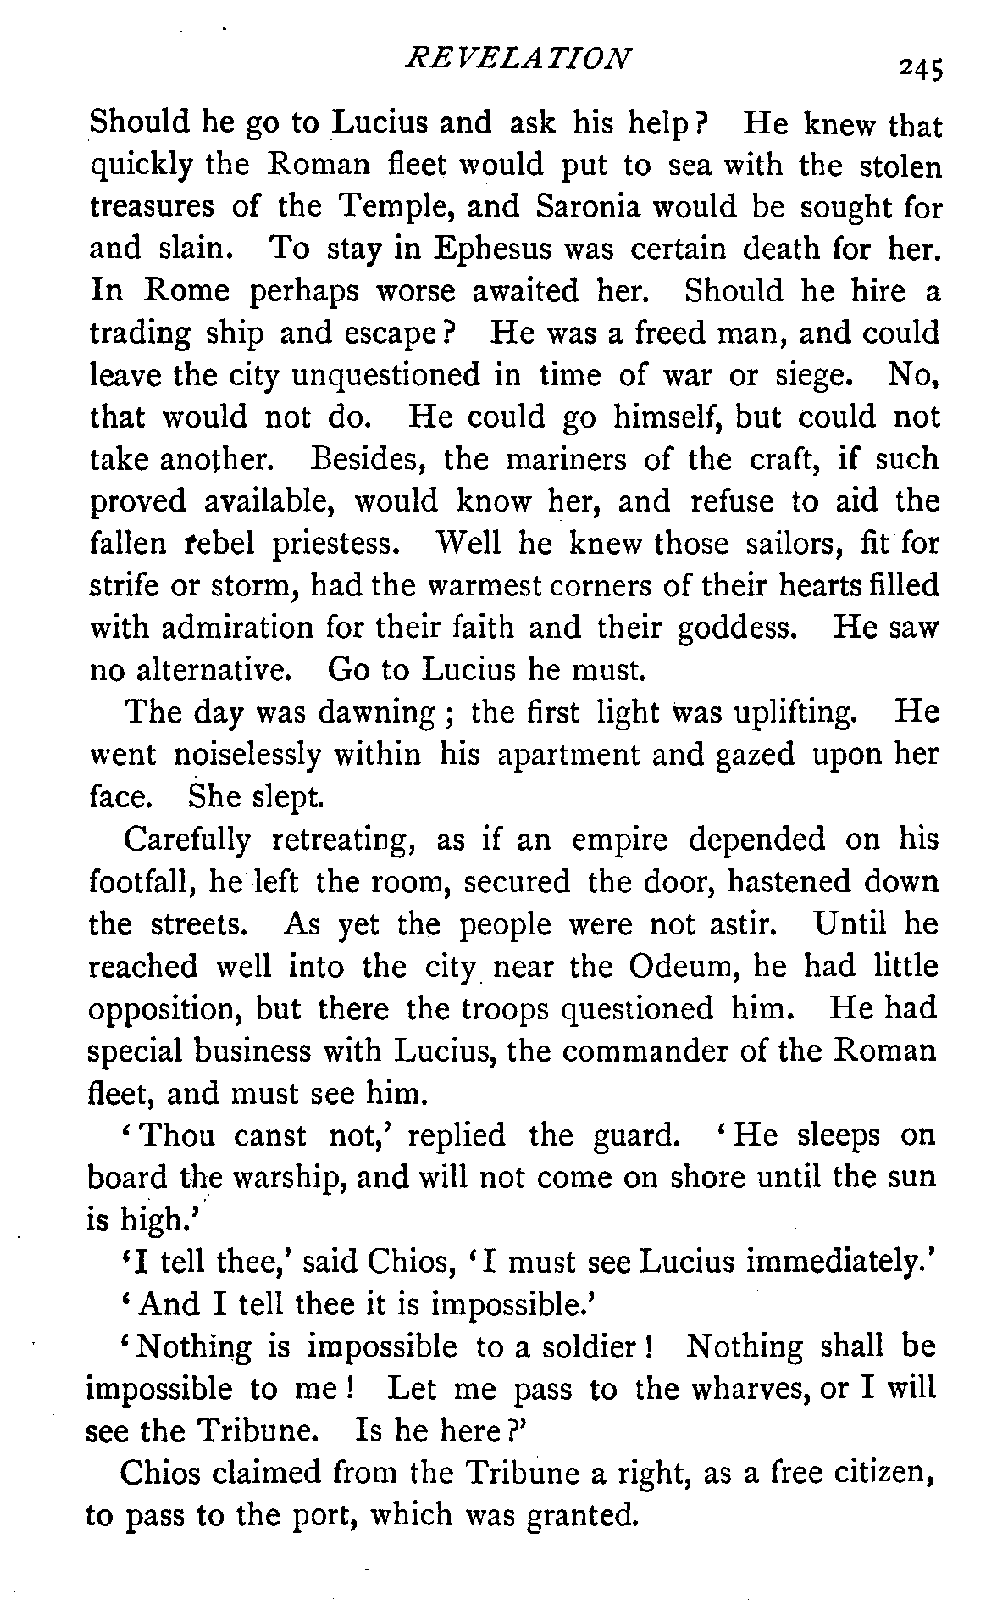 REVELATION
245
Should he go to Lucius and ask his help? He knew that
quickly the Roman fleet would put to sea with the stolen
treasures of the Temple, and Saronia would be sought for
and slain. To stay in Ephesus was certain death for her.
In Rome perhaps worse awaited her. Should he hire a
trading ship and escape? He was a freed man, and could
leave the city unquestioned in time of war or siege. No,
that would not do. He could go himself, but could not
take another. Besides, the mariners of the craft, if such
proved available, would know her, and refuse to aid the
fallen rebel priestess. Well he knew those sailors, fit for
strife or storm, had the warmest corners of their hearts filled
with admiration for their faith and their goddess. He saw
no alternative. Go to Lucius he must.
The day was dawning; the first light was uplifting. He
went noiselessly within his apartment and gazed upon her
face. She slept.
Carefully retreating, as if an empire depended on his
footfall, he left the room, secured the door, hastened down
the streets. As yet the people were not astir. Until he
reached well into the city near the Odeum, he had little
opposition, but there the troops questioned him. He had
special business with Lucius, the commander of the Roman
fleet, and must see him.
‘Thou canst not,’ replied the guard. ‘He sleeps on
board the warship, and will not come on shore until the sun
is high.’
‘I tell thee,’ said Chios, ‘I must see Lucius immediately.’
‘And I tell thee it is impossible.’
‘Nothing is impossible to a soldier! Nothing shall be
impossible to me! Let me pass to the wharves, or I will
see the Tribune. Is he here?’
Chios claimed from the Tribune a right, as a free citizen,
to pass to the port, which was granted.